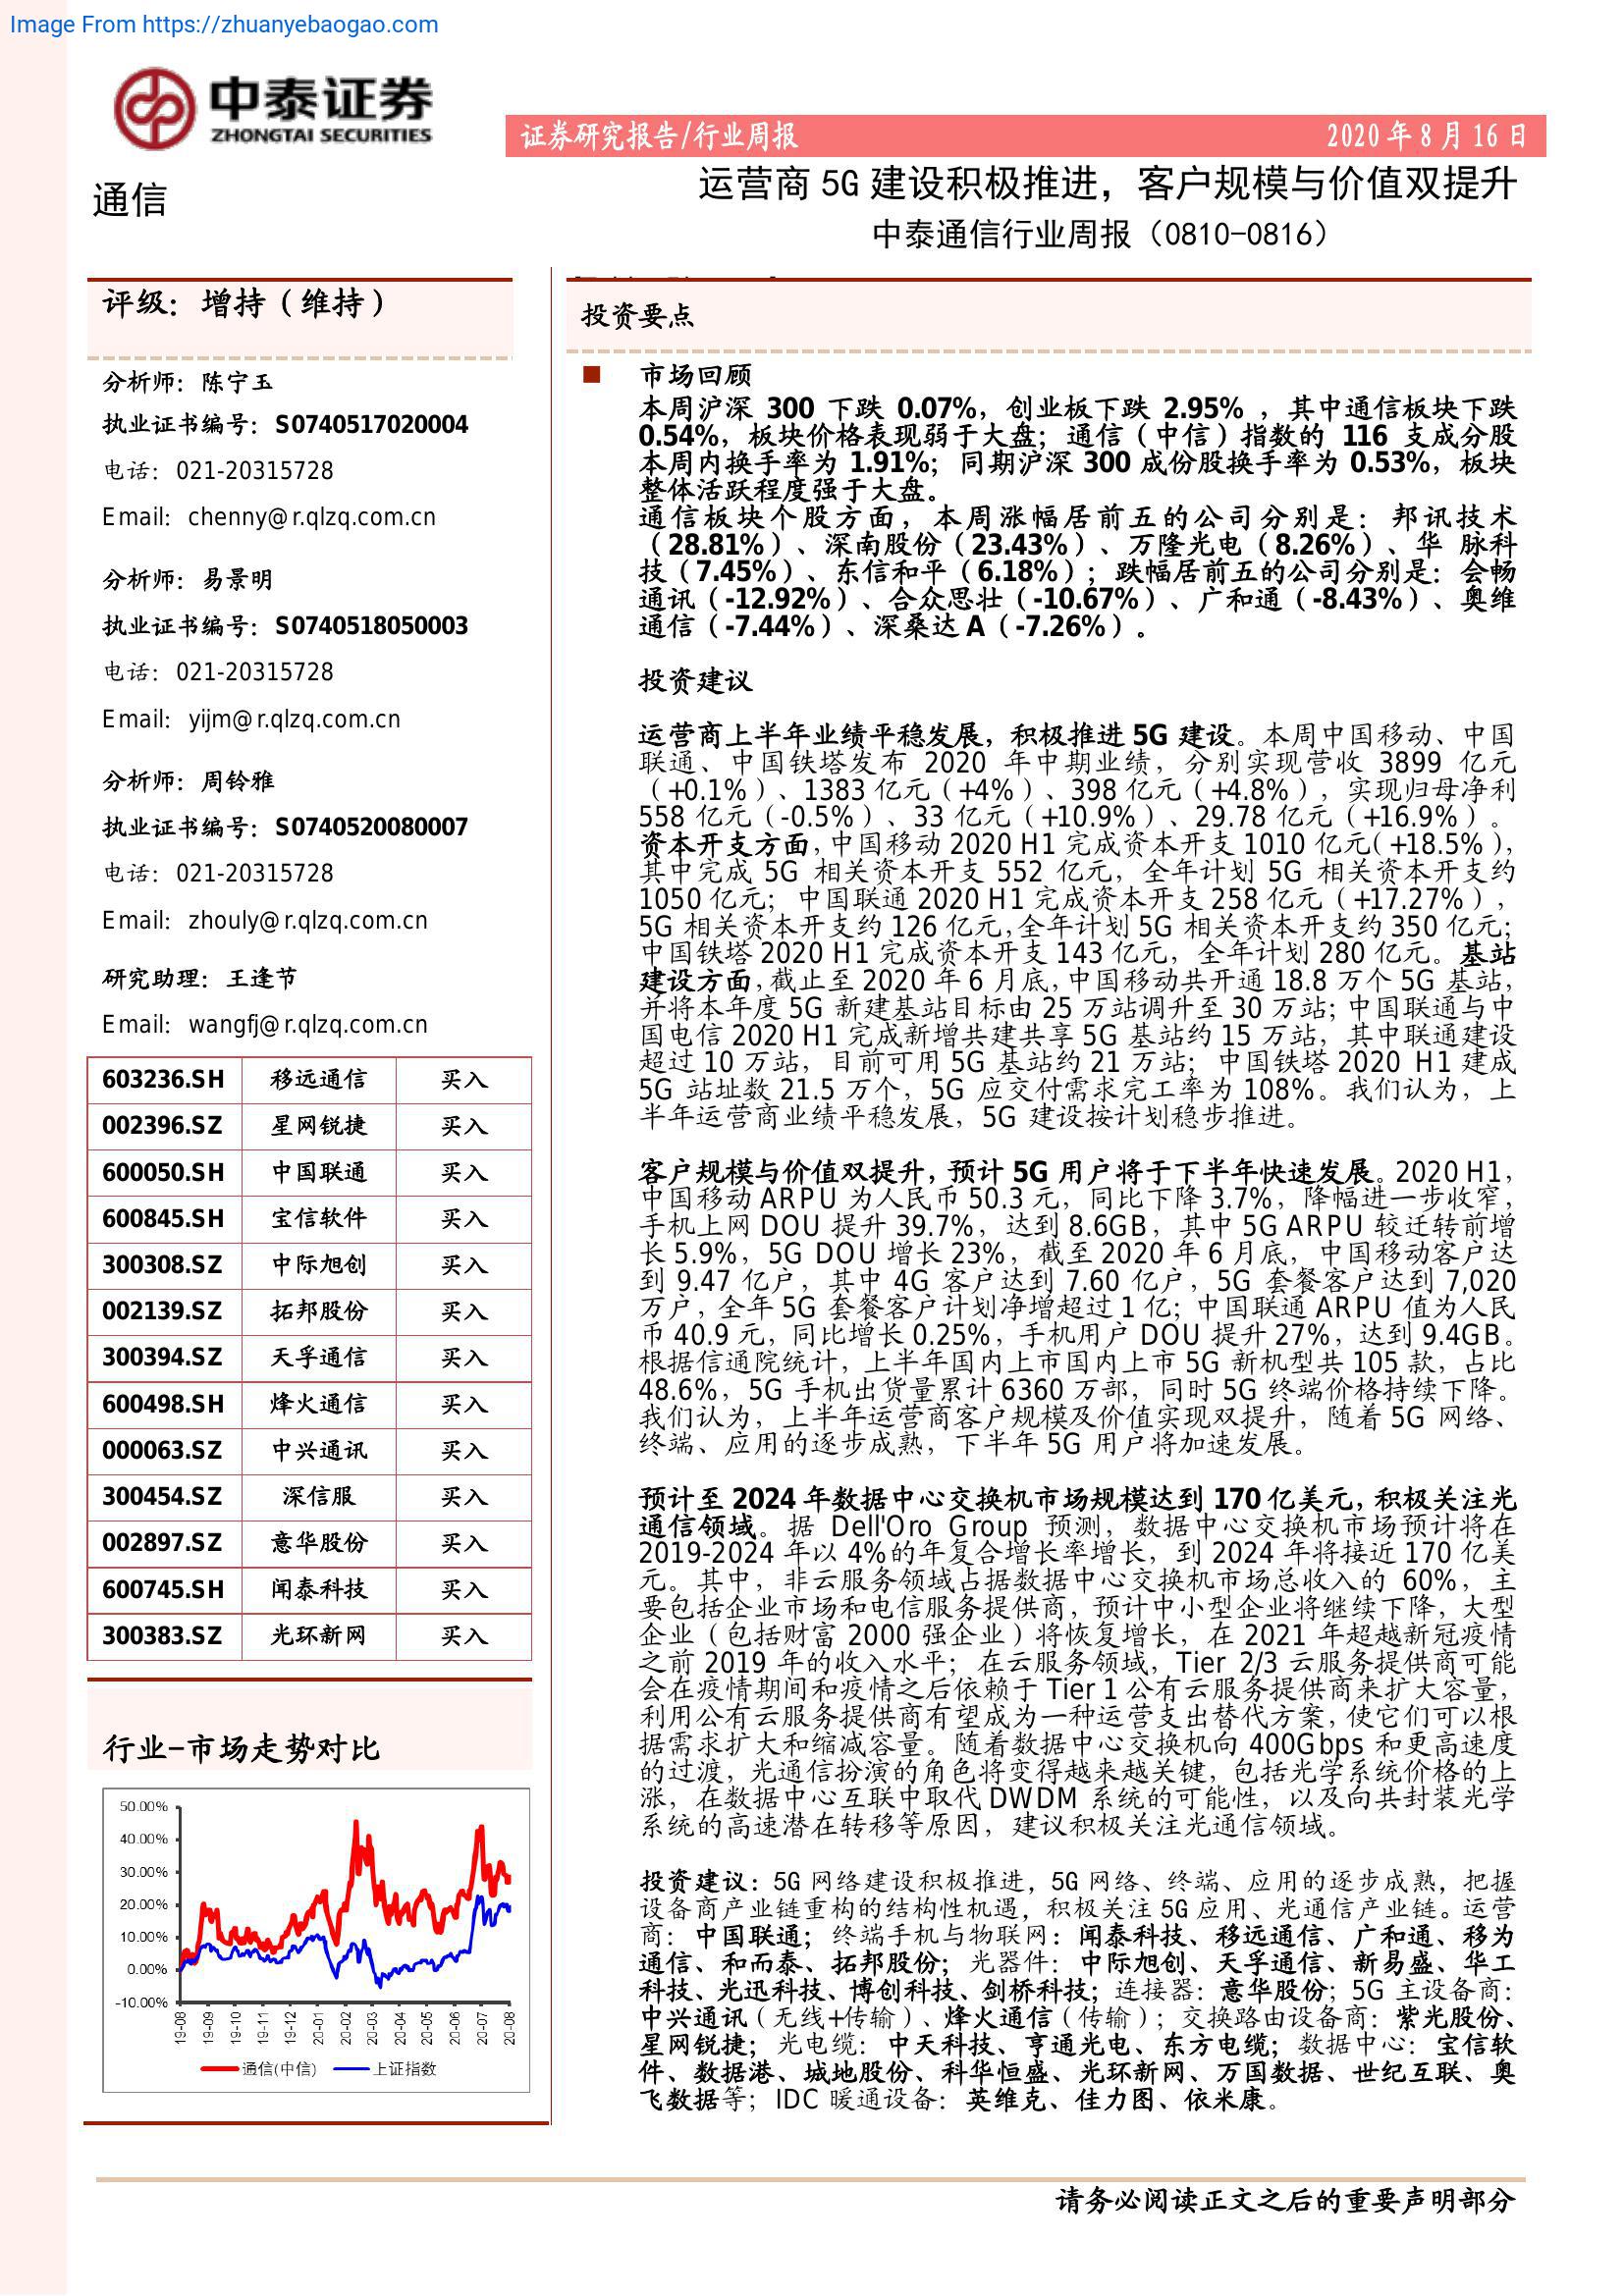 Image From https://zhuanyebaogao.com
中泰证券
ZHONGTAI SECURITIES
证券研究报告/行业周报
2020 年 8 月 16 日
通信
运营商 5G 建设积极推进，客户规模与价值双提升
中泰通信行业周报（0810-0816）
评级：增持（维持）
分析师：陈宁玉
执业证书编号：S0740517020004
电话：021-20315728
Email：chenny@r.qlzq.com.cn
分析师：易景明
执业证书编号：S0740518050003
电话：021-20315728
Email：yijm@r.qlzq.com.cn
分析师：周铃雅
执业证书编号：S0740520080007
电话：021-20315728
Email：zhouly@r.qlzq.com.cn
研究助理：王逢节
Email：wangfj@r.qlzq.com.cn
603236.SH 移远通信 买入
002396.SZ 星网锐捷 买入
600050.SH 中国联通 买入
600845.SH 宝信软件 买入
300308.SZ 中际旭创 买入
002139.SZ 拓邦股份 买入
300394.SZ 天孚通信 买入
600498.SH 烽火通信 买入
000063.SZ 中兴通讯 买入
300454.SZ 深信服 买入
002897.SZ 意华股份 买入
600745.SH 闻泰科技 买入
300383.SZ 光环新网 买入
行业-市场走势对比
50.00%
40.00%
30.00%
20.00%
10.00%
0.00%
-10.00%
19-08 19-09 19-10 19-11 19-12 20-01 20-02 20-03 20-04 20-05 20-06 20-07 20-08
通信(中信) 上证指数
投资要点
■ 市场回顾
本周沪深 300 下跌 0.07%，创业板下跌 2.95% ，其中通信板块下跌
0.54%，板块价格表现弱于大盘；通信（中信）指数的 116 支成分股
本周内换手率为 1.91%；同期沪深 300 成份股换手率为 0.53%，板块
整体活跃程度强于大盘。
通信板块个股方面，本周涨幅居前五的公司分别是：邦讯技术
（28.81%）、深南股份（23.43%）、万隆光电（8.26%）、华 脉科
技（7.45%）、东信和平（6.18%）；跌幅居前五的公司分别是：会畅
通讯（-12.92%）、合众思壮（-10.67%）、广和通（-8.43%）、奥维
通信（-7.44%）、深桑达 A（-7.26%）。
投资建议
运营商上半年业绩平稳发展，积极推进 5G 建设。本周中国移动、中国
联通、中国铁塔发布 2020 年中期业绩，分别实现营收 3899 亿元
（+0.1%）、1383 亿元（+4%）、398 亿元（+4.8%），实现归母净利
558 亿元（-0.5%）、33 亿元（+10.9%）、29.78 亿元（+16.9%）。
资本开支方面，中国移动 2020 H1 完成资本开支 1010 亿元(+18.5%)，
其中完成 5G 相关资本开支 552 亿元，全年计划 5G 相关资本开支约
1050 亿元；中国联通 2020 H1 完成资本开支 258 亿元（+17.27%），
5G 相关资本开支约 126 亿元，全年计划 5G 相关资本开支约 350 亿元；
中国铁塔 2020 H1 完成资本开支 143 亿元，全年计划 280 亿元。基站
建设方面，截止至 2020 年 6 月底，中国移动共开通 18.8 万个 5G 基站，
并将本年度 5G 新建基站目标由 25 万站调升至 30 万站；中国联通与中
国电信 2020 H1 完成新增共建共享 5G 基站约 15 万站，其中联通建设
超过 10 万站，目前可用 5G 基站约 21 万站；中国铁塔 2020 H1 建成
5G 站址数 21.5 万个，5G 应交付需求完工率为 108%。我们认为，上
半年运营商业绩平稳发展，5G 建设按计划稳步推进。
客户规模与价值双提升，预计 5G 用户将于下半年快速发展。2020 H1，
中国移动 ARPU 为人民币 50.3 元，同比下降 3.7%，降幅进一步收窄，
手机上网 DOU 提升 39.7%，达到 8.6GB，其中 5G ARPU 较迁转前增
长 5.9%，5G DOU 增长 23%，截至 2020 年 6 月底，中国移动客户达
到 9.47 亿户，其中 4G 客户达到 7.60 亿户，5G 套餐客户达到 7,020
万户，全年 5G 套餐客户计划净增超过 1 亿；中国联通 ARPU 值为人民
币 40.9 元，同比增长 0.25%，手机用户 DOU 提升 27%，达到 9.4GB。
根据信通院统计，上半年国内上市国内上市 5G 新机型共 105 款，占比
48.6%，5G 手机出货量累计 6360 万部，同时 5G 终端价格持续下降。
我们认为，上半年运营商客户规模及价值实现双提升，随着 5G 网络、
终端、应用的逐步成熟，下半年 5G 用户将加速发展。
预计至 2024 年数据中心交换机市场规模达到 170 亿美元，积极关注光
通信领域。据 Dell'Oro Group 预测，数据中心交换机市场预计将在
2019-2024 年以 4%的年复合增长率增长，到 2024 年将接近 170 亿美
元。其中，非云服务领域占据数据中心交换机市场总收入的 60%，主
要包括企业市场和电信服务提供商，预计中小型企业将继续下降，大型
企业（包括财富 2000 强企业）将恢复增长，在 2021 年超越新冠疫情
之前 2019 年的收入水平；在云服务领域，Tier 2/3 云服务提供商可能
会在疫情期间和疫情之后依赖于 Tier 1 公有云服务提供商来扩大容量，
利用公有云服务提供商有望成为一种运营支出替代方案，使它们可以根
据需求扩大和缩减容量。随着数据中心交换机向 400Gbps 和更高速度
的过渡，光通信扮演的角色将变得越来越关键，包括光学系统价格的上
涨，在数据中心互联中取代 DWDM 系统的可能性，以及向共封装光学
系统的高速潜在转移等原因，建议积极关注光通信领域。
投资建议：5G 网络建设积极推进，5G 网络、终端、应用的逐步成熟，把握
设备商产业链重构的结构性机遇，积极关注 5G 应用、光通信产业链。运营
商：中国联通；终端手机与物联网：闻泰科技、移远通信、广和通、移为
通信、和而泰、拓邦股份；光器件：中际旭创、天孚通信、新易盛、华工
科技、光迅科技、博创科技、剑桥科技；连接器：意华股份；5G 主设备商：
中兴通讯（无线+传输）、烽火通信（传输）；交换路由设备商：紫光股份、
星网锐捷；光电缆：中天科技、亨通光电、东方电缆；数据中心：宝信软
件、数据港、城地股份、科华恒盛、光环新网、万国数据、世纪互联、奥
飞数据等；IDC 暖通设备：英维克、佳力图、依米康。
请务必阅读正文之后的重要声明部分